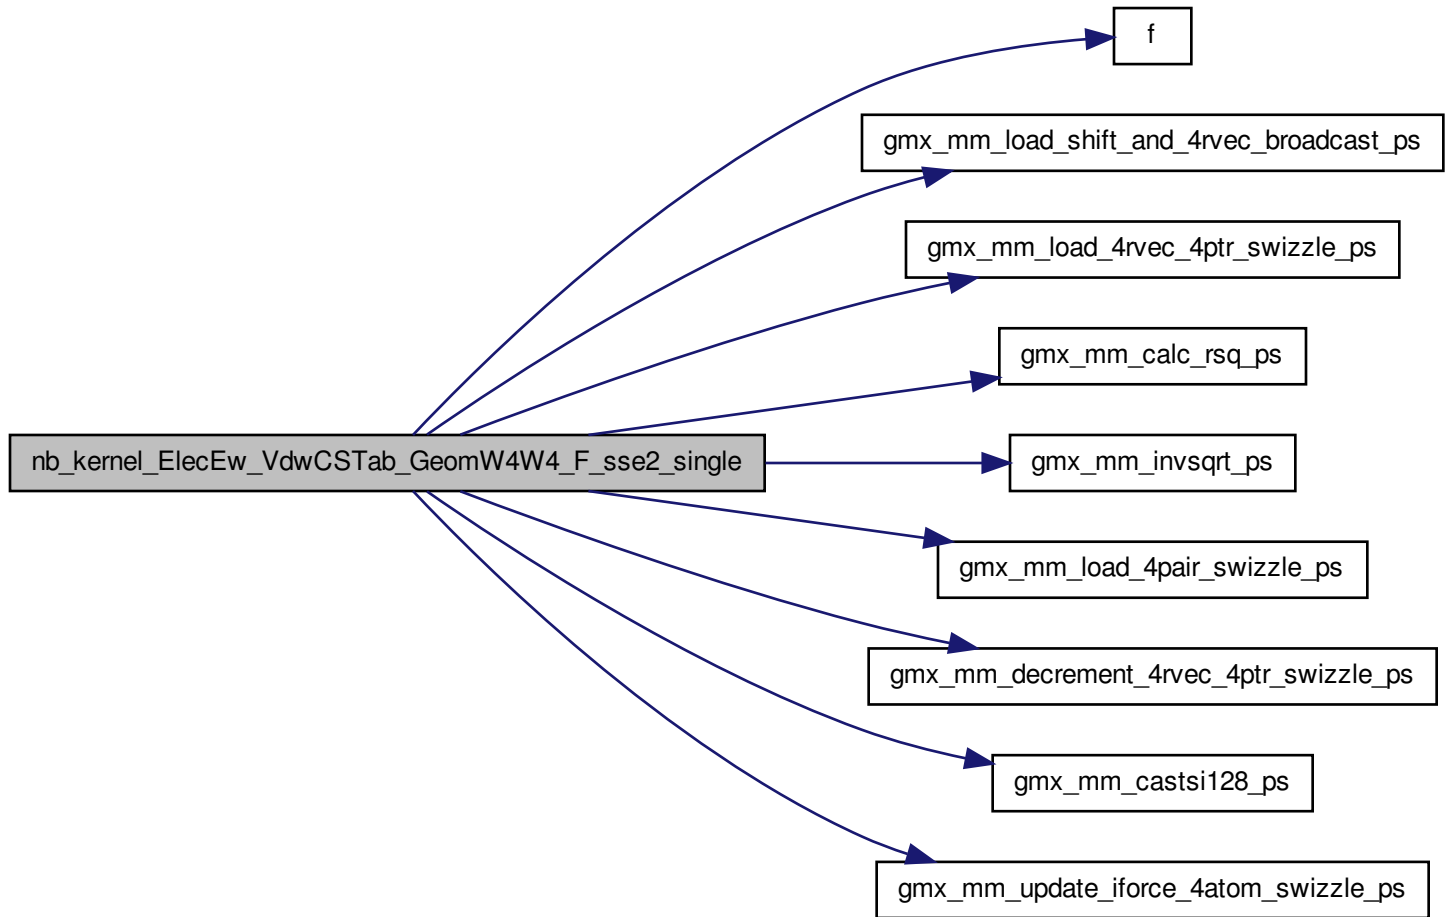 f
gmx_mm_load_shift_and_4rvec_broadcast_ps
gmx_mm_load_4rvec_4ptr_swizzle_ps
gmx_mm_calc_rsq_ps
nb_kernel_ElecEw_VdwCSTab_GeomW4W4_F_sse2_single
gmx_mm_invsqrt_ps
gmx_mm_load_4pair_swizzle_ps
gmx_mm_decrement_4rvec_4ptr_swizzle_ps
gmx_mm_castsi128_ps
gmx_mm_update_iforce_4atom_swizzle_ps